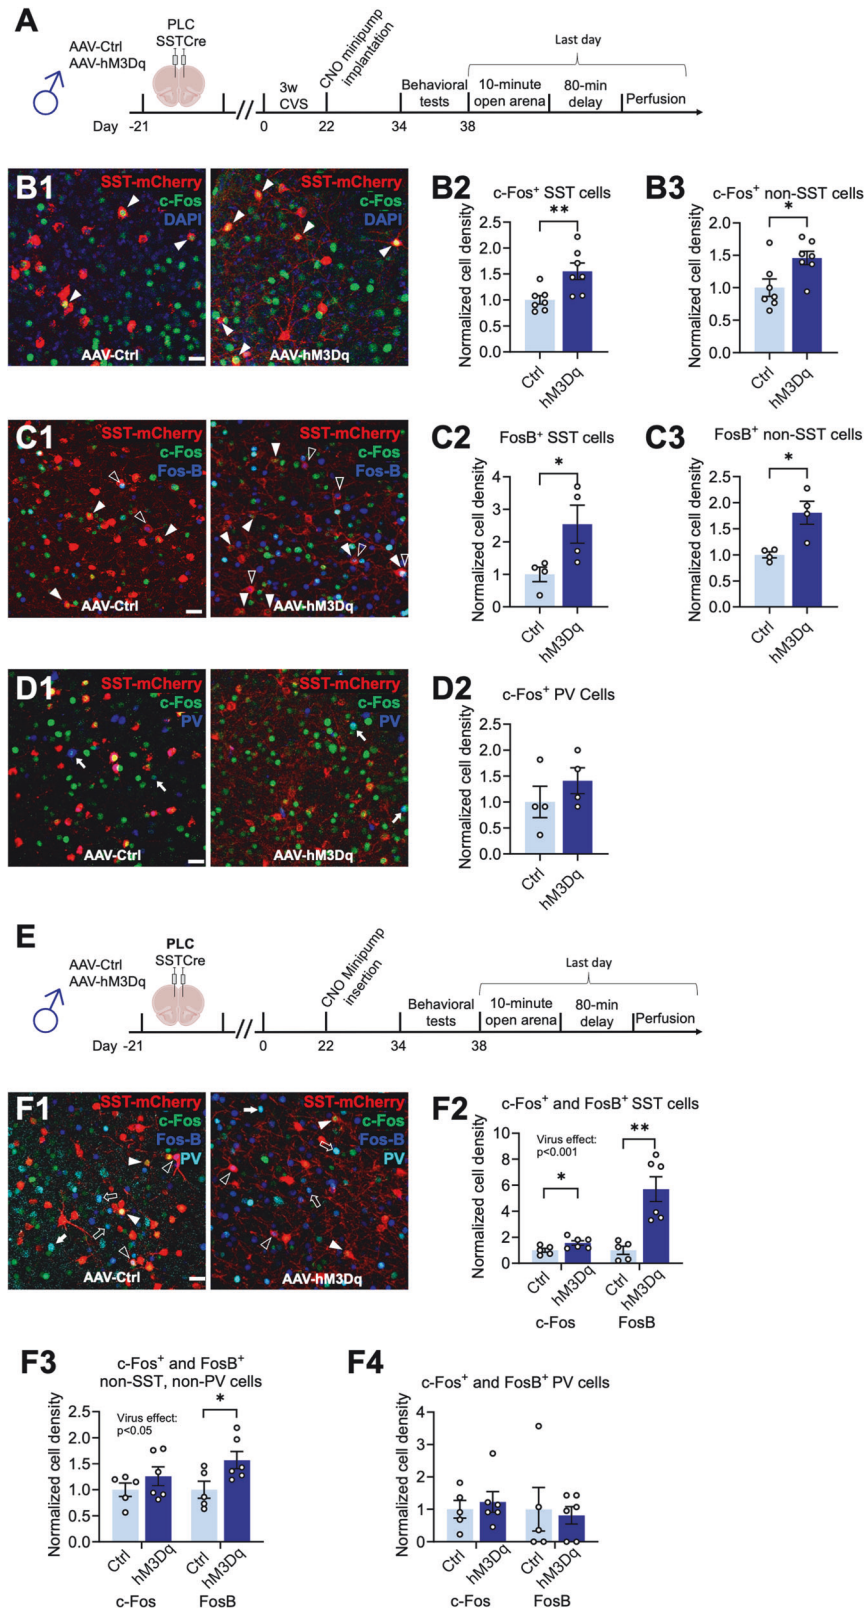 A
AAV-Ctrl
AAV-hM3Dq
PLC
SSTCre
CNO minipump
implantation
Last day
3w
CVS
Behavioral
tests
10-minute
open arena
80-min
delay
Perfusion
Day -21 0 22 34 38
B1
SST-mCherry
c-Fos
DAPI
AAV-Ctrl
SST-mCherry
c-Fos
DAPI
AAV-hM3Dq
B2
c-Fos+ SST cells
**
Normalized cell density
2.5
2.0
1.5
1.0
0.5
0.0
Ctrl
hM3Dq
B3
c-Fos+ non-SST cells
*
Normalized cell density
2.0
1.5
1.0
0.5
0.0
Ctrl
hM3Dq
C1
SST-mCherry
c-Fos
Fos-B
AAV-Ctrl
SST-mCherry
c-Fos
Fos-B
AAV-hM3Dq
C2
FosB+ SST cells
*
Normalized cell density
4
3
2
1
0
Ctrl
hM3Dq
C3
FosB+ non-SST cells
*
Normalized cell density
2.5
2.0
1.5
1.0
0.5
0.0
Ctrl
hM3Dq
D1
SST-mCherry
c-Fos
PV
AAV-Ctrl
SST-mCherry
c-Fos
PV
AAV-hM3Dq
D2
c-Fos+ PV Cells
Normalized cell density
2.5
2.0
1.5
1.0
0.5
0.0
Ctrl
hM3Dq
E
AAV-Ctrl
AAV-hM3Dq
PLC
SSTCre
CNO Minipump
insertion
Last day
Behavioral
tests
10-minute
open arena
80-min
delay
Perfusion
Day -21 0 22 34 38
F1
SST-mCherry
c-Fos
Fos-B
PV
AAV-Ctrl
SST-mCherry
c-Fos
Fos-B
PV
AAV-hM3Dq
F2
c-Fos+ and FosB+ SST cells
Virus effect:
p<0.001
*
**
Normalized cell density
10
8
6
4
2
0
Ctrl
hM3Dq
Ctrl
hM3Dq
c-Fos FosB
F3
c-Fos+ and FosB+
non-SST, non-PV cells
Virus effect:
p<0.05
*
Normalized cell density
2.5
2.0
1.5
1.0
0.5
0.0
Ctrl
hM3Dq
Ctrl
hM3Dq
c-Fos FosB
F4
c-Fos+ and FosB+ PV cells
Normalized cell density
4
3
2
1
0
Ctrl
hM3Dq
Ctrl
hM3Dq
c-Fos FosB